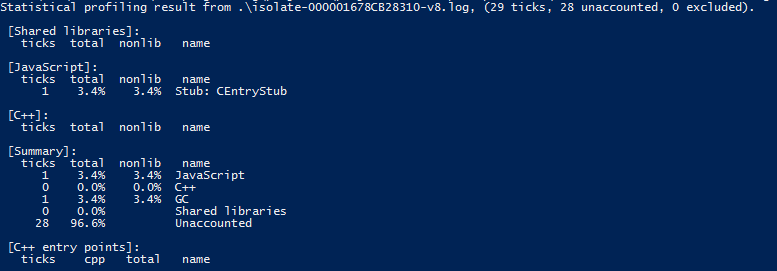 Statistical profiling result from .\isolate-000001678CB28310-v8.log, (29 ticks, 28 unaccounted, 0 excluded).
[Shared libraries]:
ticks total nonlib name
[JavaScript]:
ticks total nonlib name
1 3.4% 3.4% Stub: CEntryStub
[C++]:
ticks total nonlib name
[Summary]:
ticks total nonlib name
1 3.4% 3.4% JavaScript
0 0.0% 0.0% C++
1 3.4% 3.4% GC
0 0.0% Shared libraries
28 96.6% Unaccounted
[C++ entry points]:
ticks cpp total name